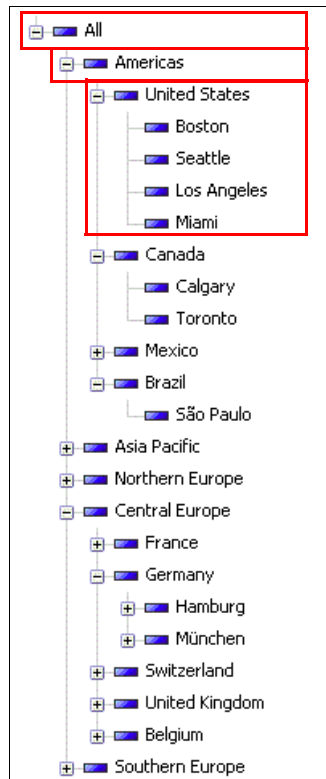 All
Americas
United States
Boston
Seattle
Los Angeles
Miami
Canada
Calgary
Toronto
Mexico
Brazil
São Paulo
Asia Pacific
Northern Europe
Central Europe
France
Germany
Hamburg
München
Switzerland
United Kingdom
Belgium
Southern Europe